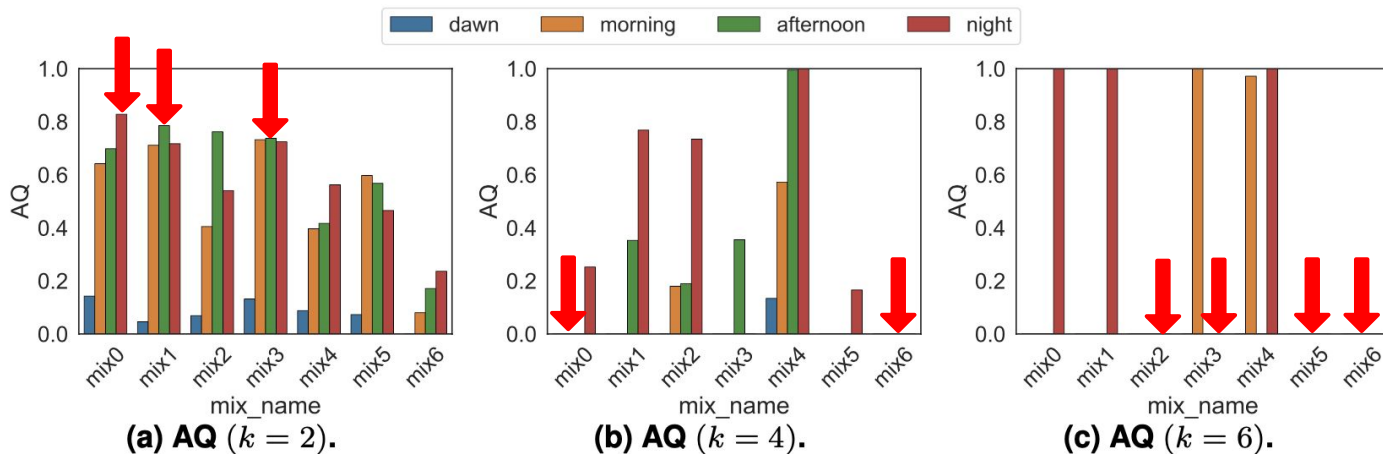 dawn morning afternoon night
1.0
0.8
0.6
0.4
0.2
0.0
AQ
mix0 mix1 mix2 mix3 mix4 mix5 mix6
mix_name
(a) AQ (k = 2).
1.0
0.8
0.6
0.4
0.2
0.0
AQ
mix0 mix1 mix2 mix3 mix4 mix5 mix6
mix_name
(b) AQ (k = 4).
1.0
0.8
0.6
0.4
0.2
0.0
AQ
mix0 mix1 mix2 mix3 mix4 mix5 mix6
mix_name
(c) AQ (k = 6).